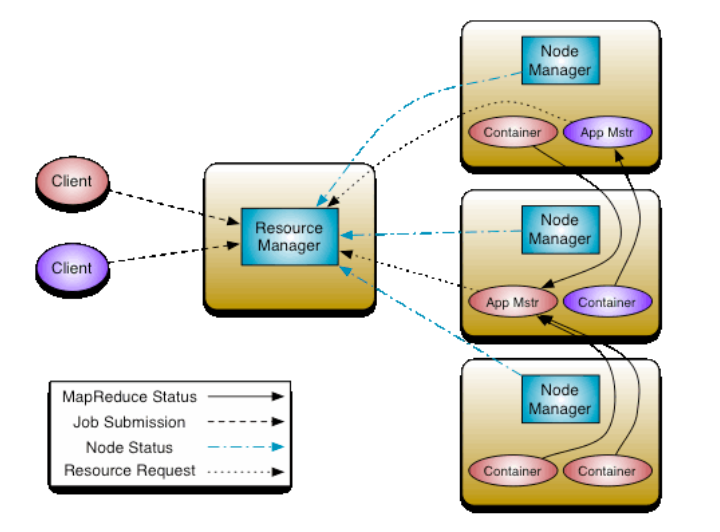 Node
Manager
Container
App Mstr
Client
Resource
Manager
Client
Node
Manager
App Mstr
Container
Node
Manager
Container
Container
MapReduce Status
Job Submission
Node Status
Resource Request